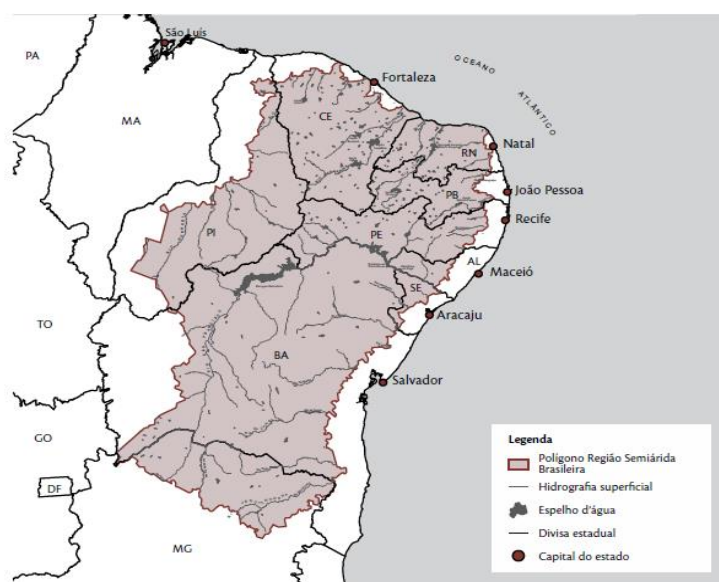 São Luís
PA
OCEANO
ATLÂNTICO
Fortaleza
CE
MA
Natal
RN
PB
João Pessoa
Recife
PI
PE
AL
Maceió
SE
TO
Aracaju
BA
Salvador
GO
DF
MG
Legenda
Polígono Região Semiárida
Brasileira
Hidrografia superficial
Espelho d'água
Divisa estadual
Capital do estado